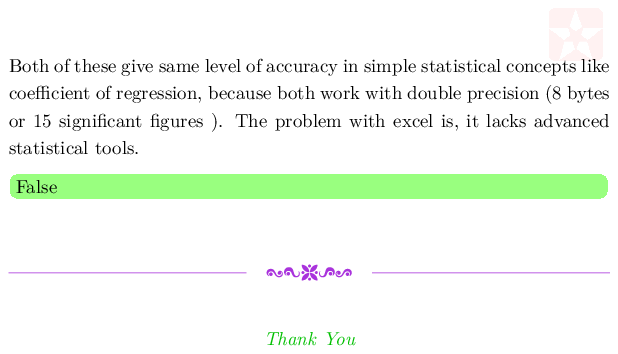 Both of these give same level of accuracy in simple statistical concepts like
coefficient of regression, because both work with double precision (8 bytes
or 15 significant figures ). The problem with excel is, it lacks advanced
statistical tools.
False
Thank You